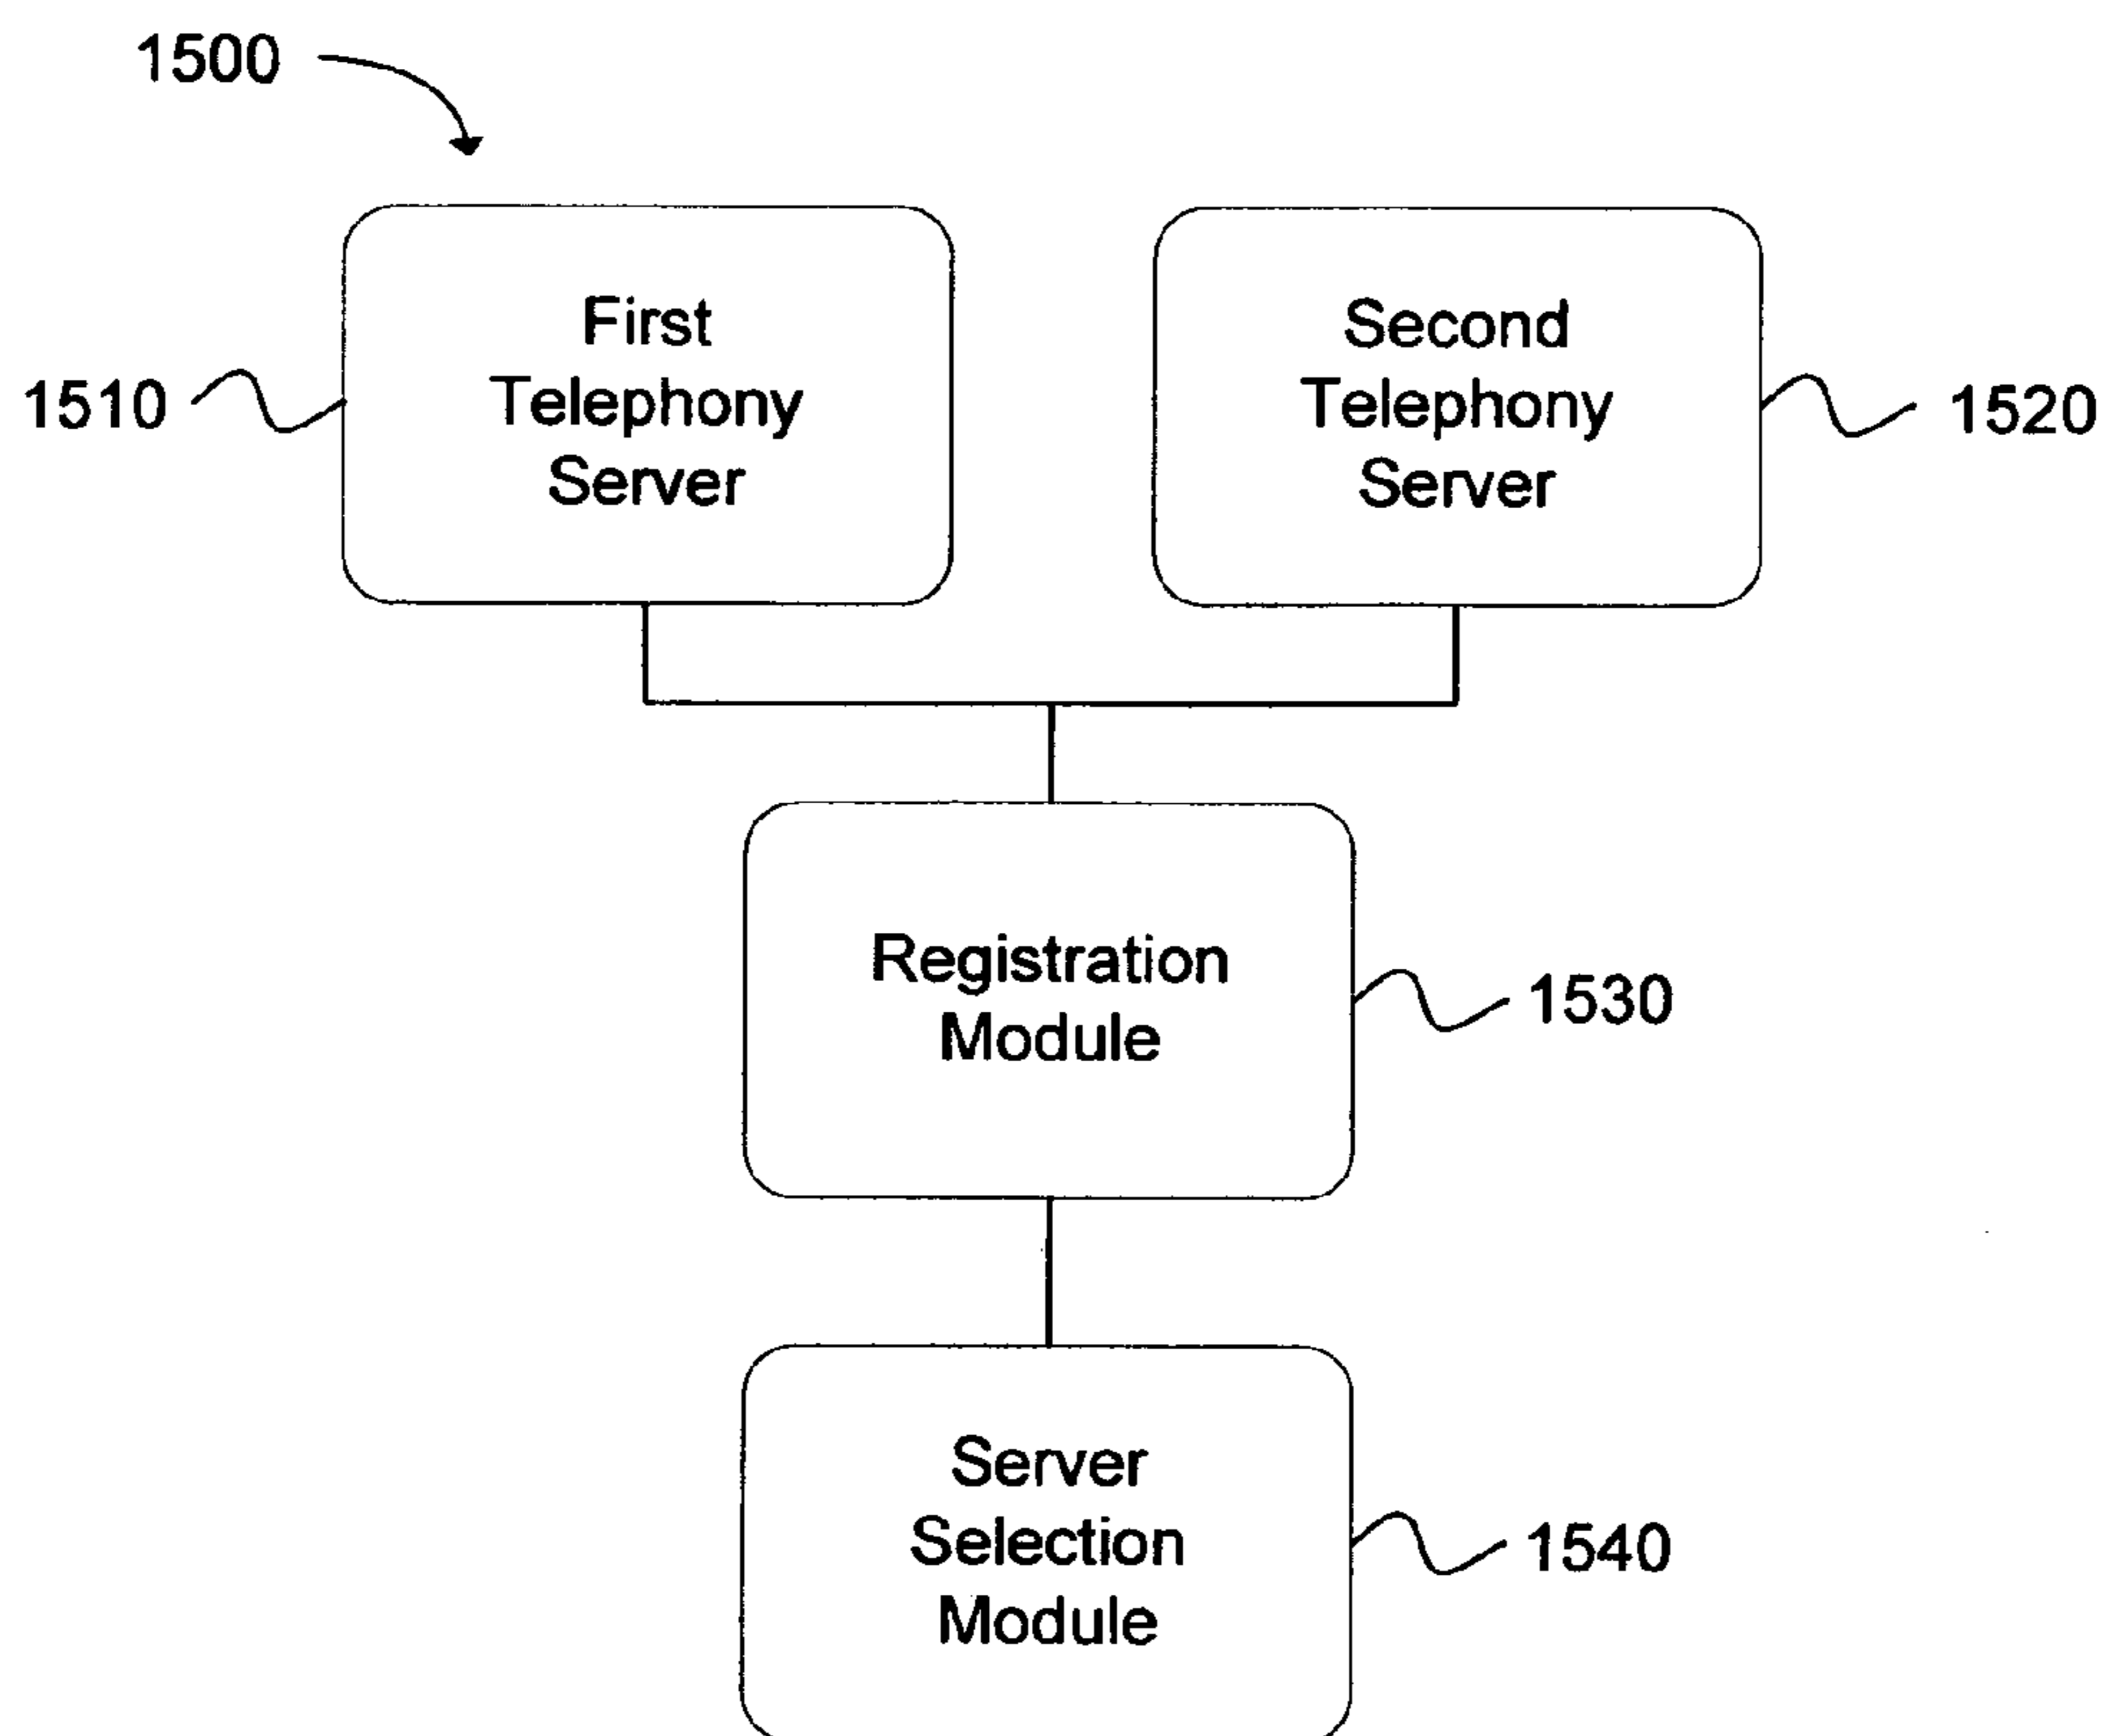 1500
First
Telephony
Server
1510
Second
Telephony
Server
1520
Registration
Module
1530
Server
Selection
Module
1540